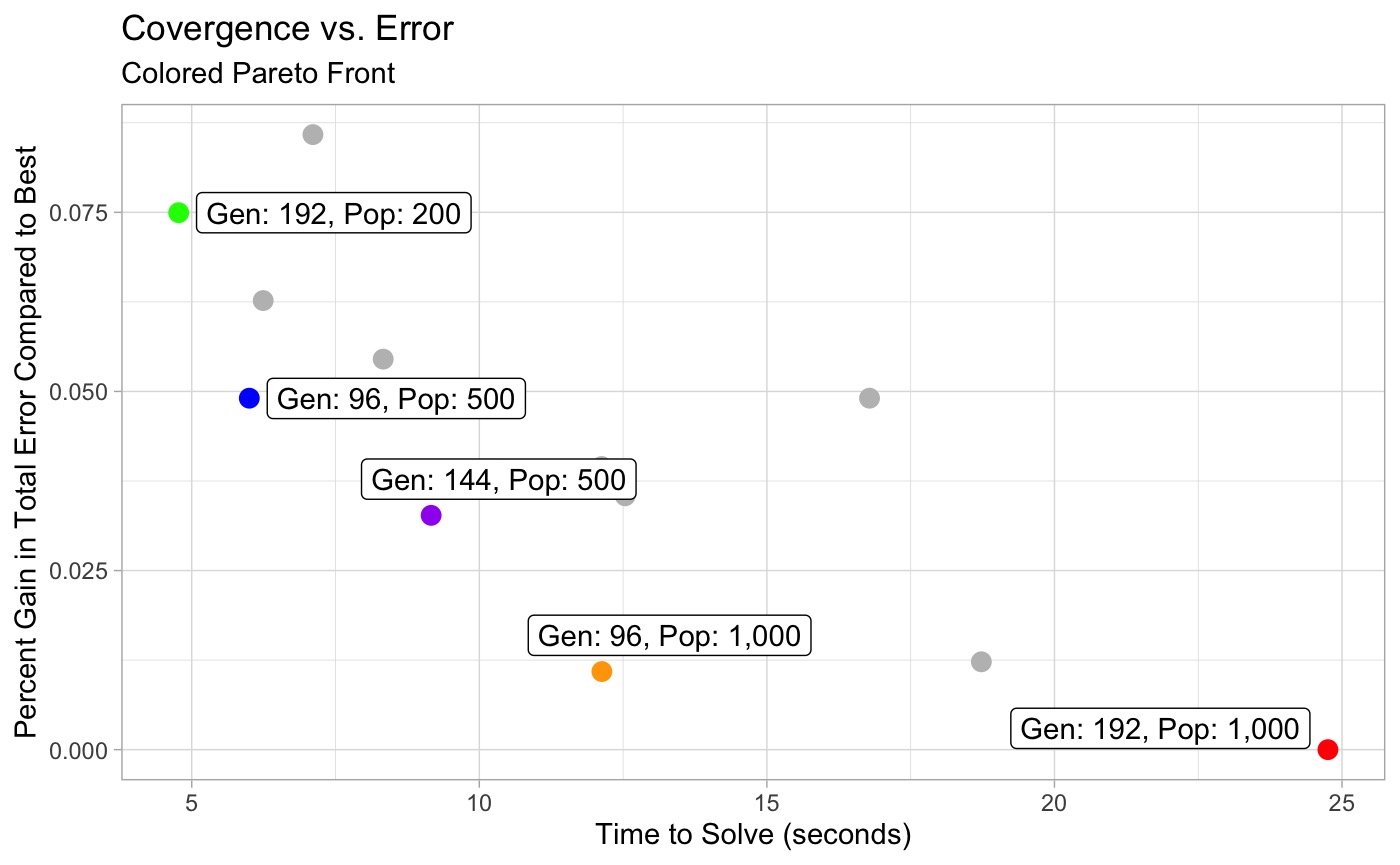 Covergence vs. Error
Colored Pareto Front
Percent Gain in Total Error Compared to Best
0.075
0.050
0.025
0.000
Gen: 192, Pop: 200
Gen: 96, Pop: 500
Gen: 144, Pop: 500
Gen: 96, Pop: 1,000
Gen: 192, Pop: 1,000
5 10 15 20 25
Time to Solve (seconds)